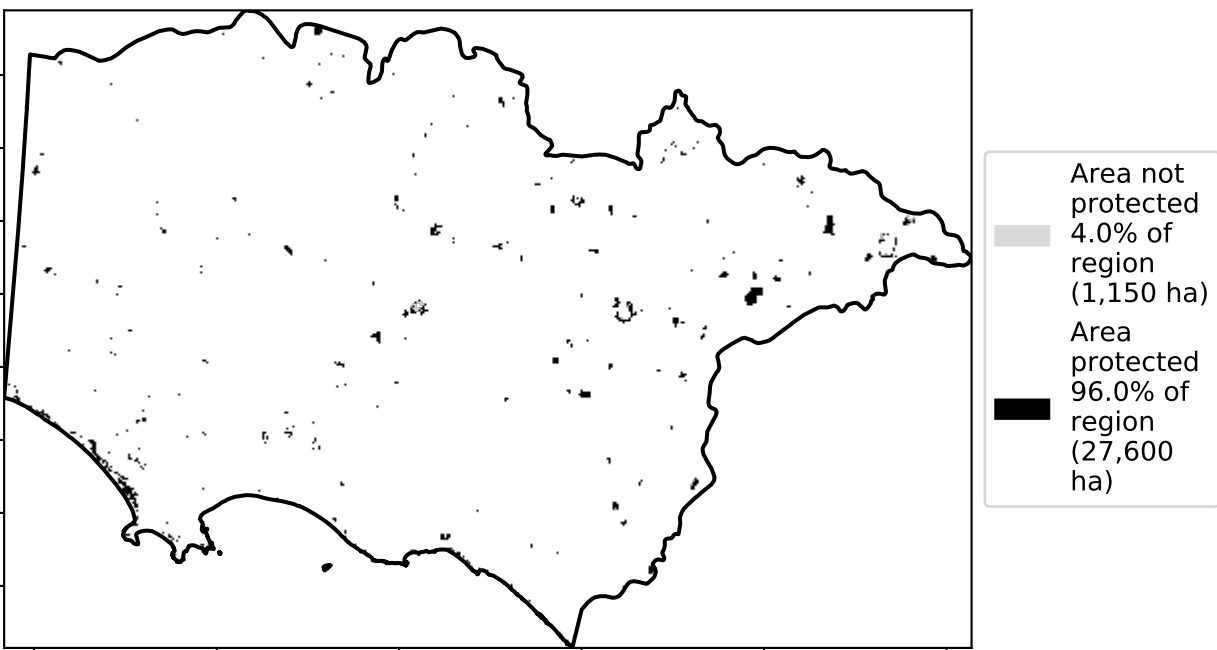 Area not
protected
4.0% of
region
(1,150 ha)
Area
protected
96.0% of
region
(27,600
ha)